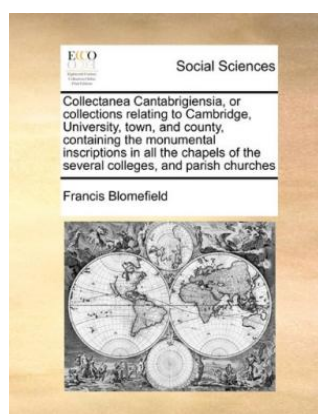 ECCO
Social Sciences
Collectanea Cantabrigiensia, or
collections relating to Cambridge,
University, town, and county,
containing the monumental
inscriptions in all the chapels of the
several colleges, and parish churches
Francis Blomefield